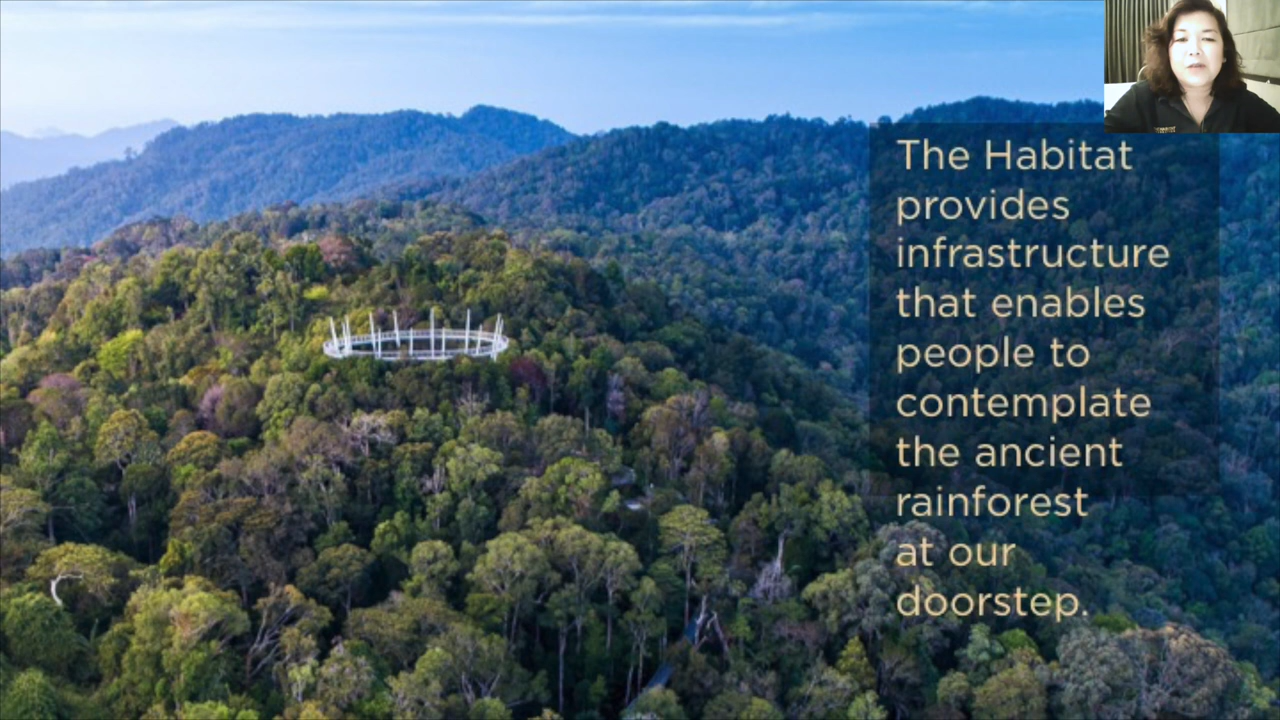 The Habitat
provides
infrastructure
that enables
people to
contemplate
the ancient
rainforest
at our
doorstep.